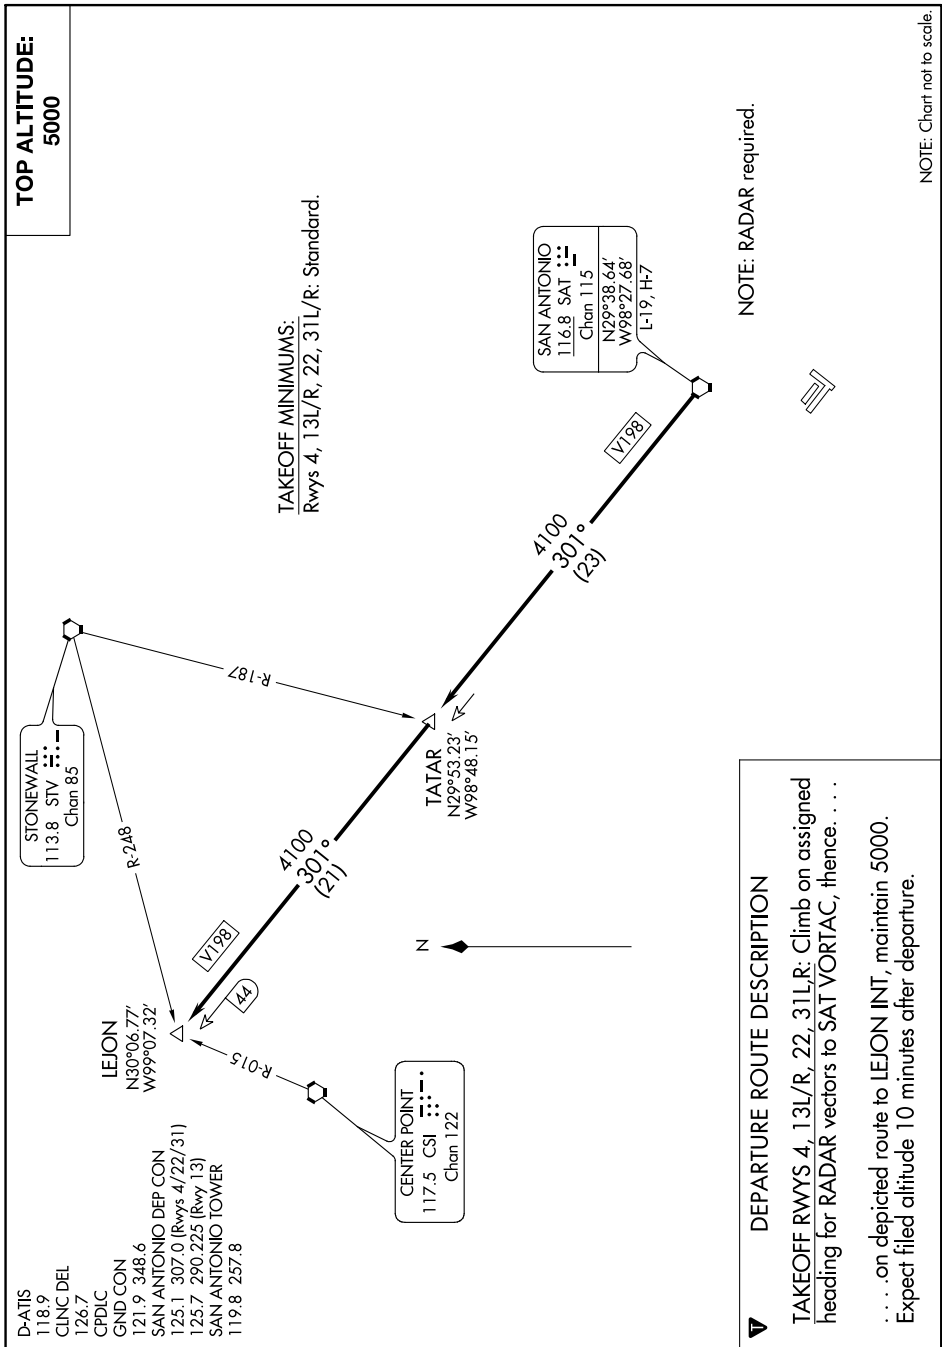 TOP ALTITUDE:
5000
D-ATIS
118.9
CLNC DEL
126.7
CPDLC
GND CON
121.9 348.6
SAN ANTONIO DEP CON
125.1 307.0 (Rwys 4/22/31)
125.7 290.225 (Rwy 13)
SAN ANTONIO TOWER
119.8 257.8
STONEWALL
113.8 STV
Chan 85
R-248
R-187
TAKEOFF MINIMUMS:
Rwys 4, 13L/R, 22, 31L/R: Standard.
LEJON
N30°06.77'
W99°07.32'
R-015
44
V198
4100
301°
(21)
CENTER POINT
117.5 CSI
Chan 122
N
TATAR
N29°53.23'
W98°48.15'
4100
301°
(23)
V198
SAN ANTONIO
116.8 SAT
Chan 115
N29°38.64'
W98°27.68'
L-19, H-7
NOTE: RADAR required.
T
DEPARTURE ROUTE DESCRIPTION
TAKEOFF RWYS 4, 13L/R, 22, 31L,R: Climb on assigned
heading for RADAR vectors to SAT VORTAC, thence. . . .
. . . .on depicted route to LEJON INT, maintain 5000.
Expect filed altitude 10 minutes after departure.
NOTE: Chart not to scale.